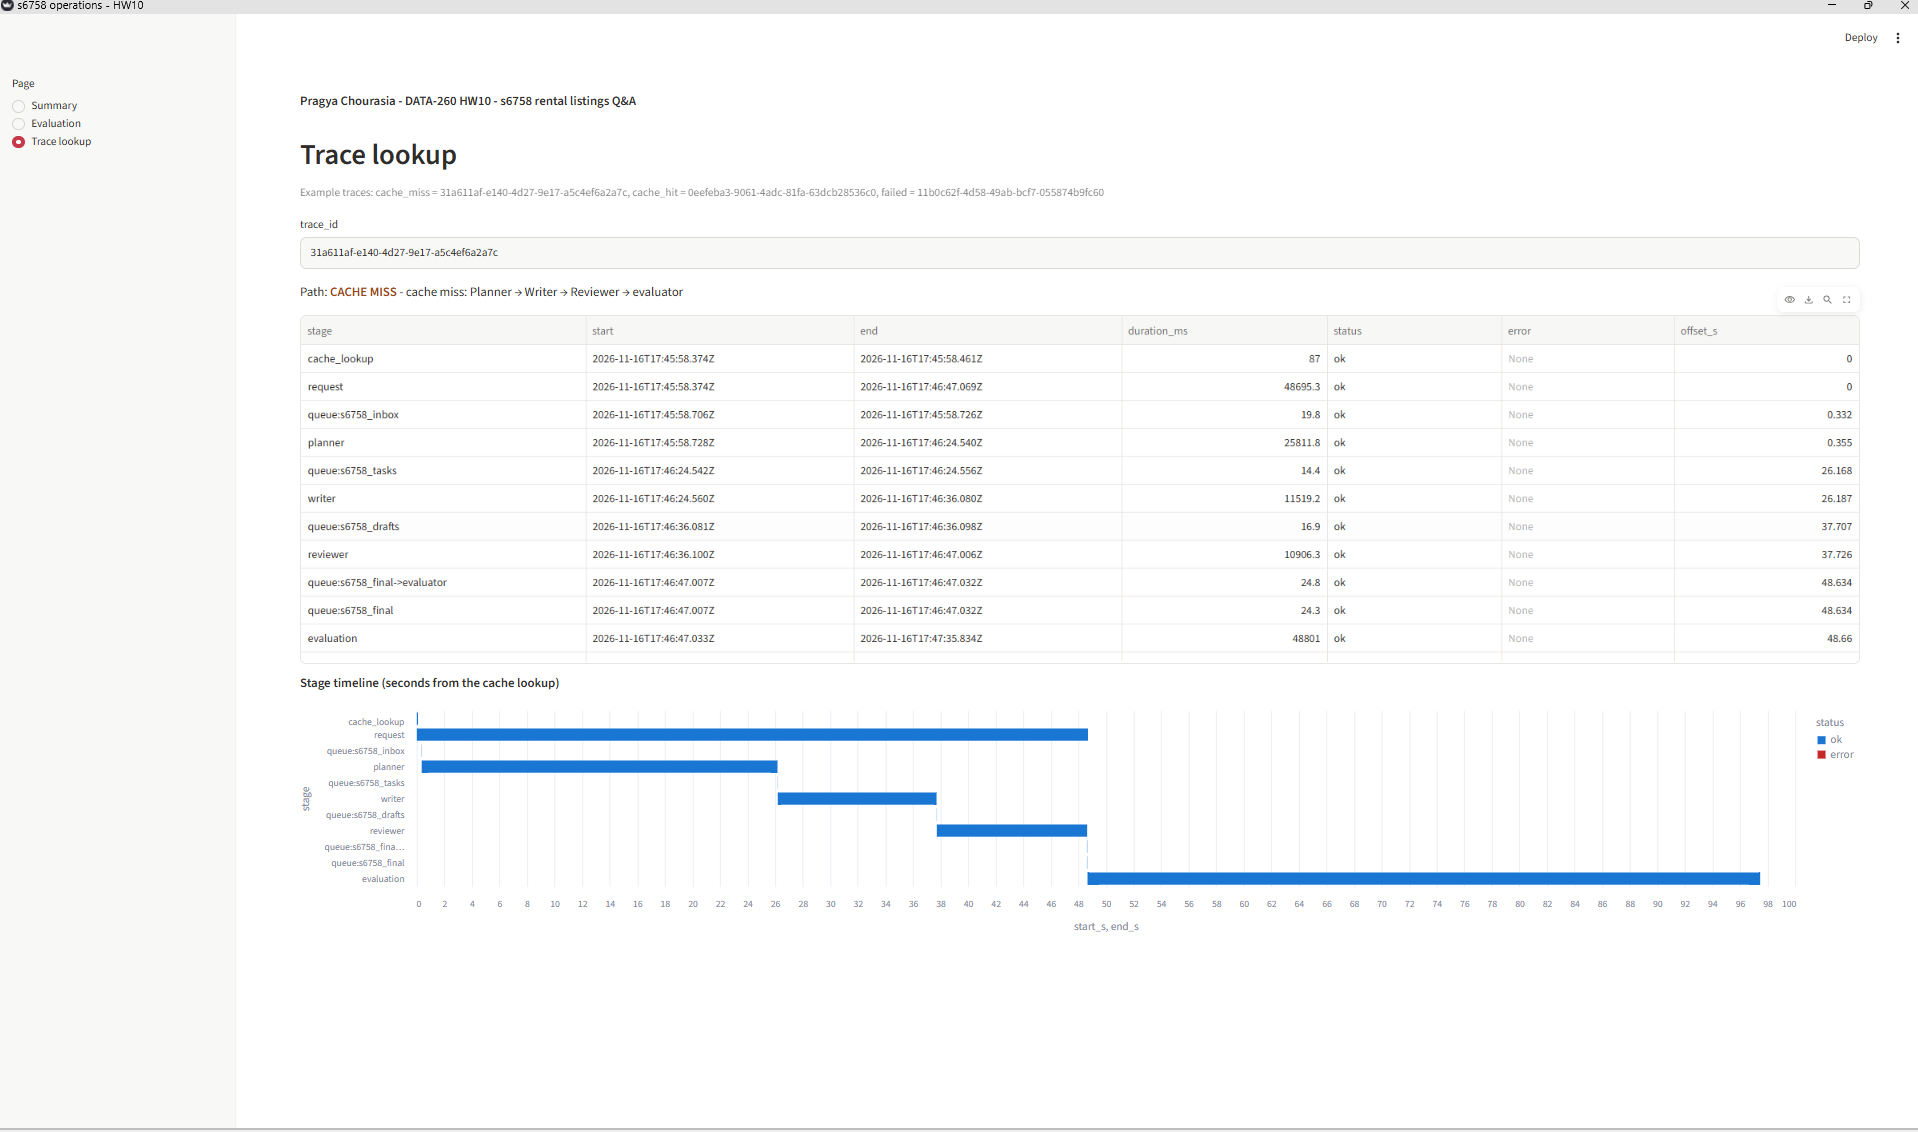 s6758 operations - HW10
Deploy
Page
Summary
Evaluation
Trace lookup
Pragya Chourasia - DATA-260 HW10 - s6758 rental listings Q&A
Trace lookup
Example traces: cache_miss = 31a611af-e140-4d27-9e17-a5c4ef6a2a7c, cache_hit = 0eefeba3-9061-4adc-81fa-63dcb28536c0, failed = 11b0c62f-4d58-49ab-bcf7-055874b9fc60
trace_id
31a611af-e140-4d27-9e17-a5c4ef6a2a7c
Path: CACHE MISS - cache miss: Planner → Writer → Reviewer → evaluator
stage start end duration_ms status error offset_s
cache_lookup 2026-11-16T17:45:58.374Z 2026-11-16T17:45:58.461Z 87 ok None 0
request 2026-11-16T17:45:58.374Z 2026-11-16T17:46:47.069Z 48695.3 ok None 0
queue:s6758_inbox 2026-11-16T17:45:58.706Z 2026-11-16T17:45:58.726Z 19.8 ok None 0.332
planner 2026-11-16T17:45:58.728Z 2026-11-16T17:46:24.540Z 25811.8 ok None 0.355
queue:s6758_tasks 2026-11-16T17:46:24.542Z 2026-11-16T17:46:24.556Z 14.4 ok None 26.168
writer 2026-11-16T17:46:24.560Z 2026-11-16T17:46:36.080Z 11519.2 ok None 26.187
queue:s6758_drafts 2026-11-16T17:46:36.081Z 2026-11-16T17:46:36.098Z 16.9 ok None 37.707
reviewer 2026-11-16T17:46:36.100Z 2026-11-16T17:46:47.006Z 10906.3 ok None 37.726
queue:s6758_final->evaluator 2026-11-16T17:46:47.007Z 2026-11-16T17:46:47.032Z 24.8 ok None 48.634
queue:s6758_final 2026-11-16T17:46:47.007Z 2026-11-16T17:46:47.032Z 24.3 ok None 48.634
evaluation 2026-11-16T17:46:47.033Z 2026-11-16T17:47:35.834Z 48801 ok None 48.66
Stage timeline (seconds from the cache lookup)
stage
cache_lookup
request
queue:s6758_inbox
planner
queue:s6758_tasks
writer
queue:s6758_drafts
reviewer
queue:s6758_fina…
queue:s6758_final
evaluation
0 2 4 6 8 10 12 14 16 18 20 22 24 26 28 30 32 34 36 38 40 42 44 46 48 50 52 54 56 58 60 62 64 66 68 70 72 74 76 78 80 82 84 86 88 90 92 94 96 98 100
start_s, end_s
status
ok
error